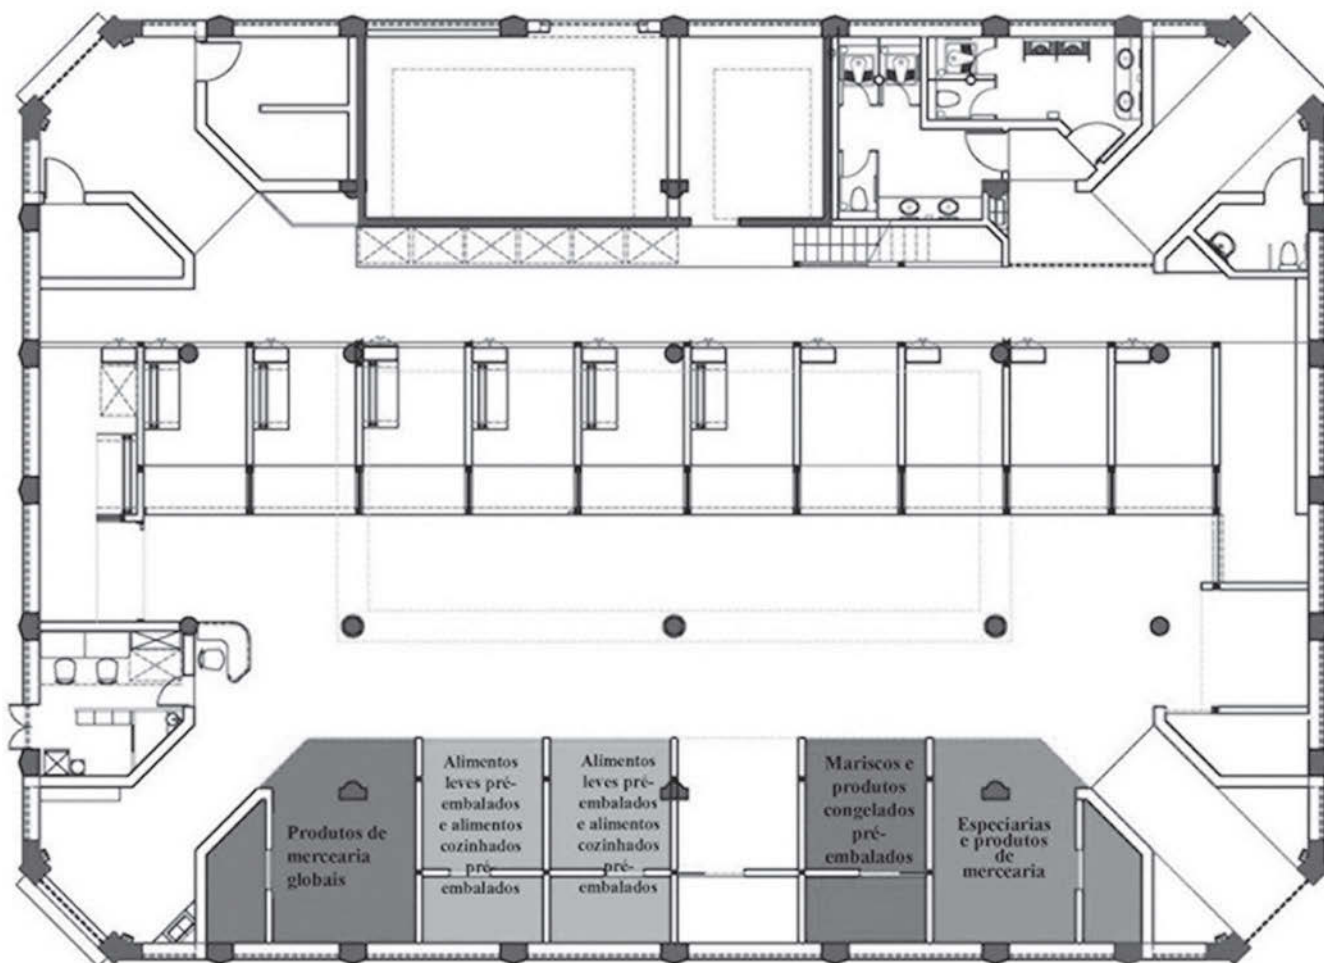 Produtos de
mercearia
globais
Alimentos
leves pré-
embalados
e alimentos
cozinhados
pré-
embalados
Alimentos
leves pré-
embalados
e alimentos
cozinhados
pré-
embalados
Mariscos e
produtos
congelados
pré-
embalados
Especiarias
e produtos
de
mercearia